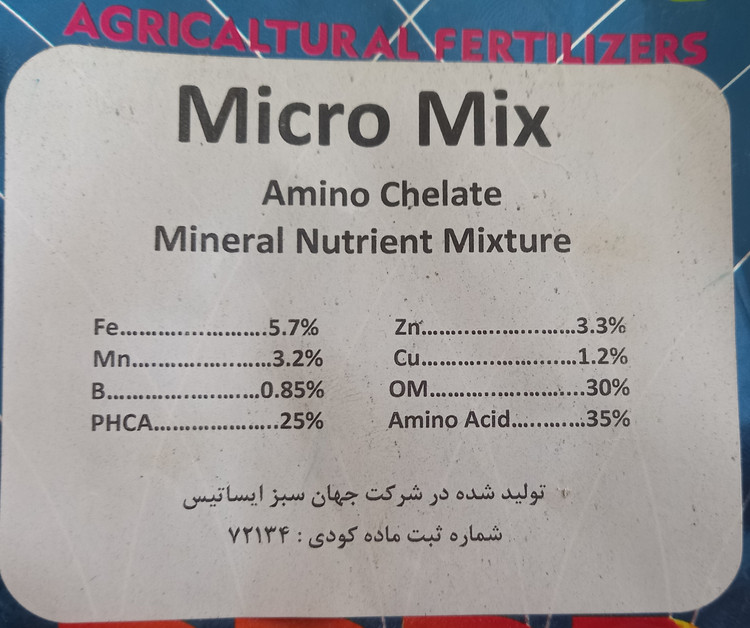 AGRICALTURAL FERTILIZERS
Micro Mix
Amino Chelate
Mineral Nutrient Mixture
Fe..........................5.7% Zn...........................3.3%
Mn.........................3.2% Cu...........................1.2%
B...........................0.85% OM...........................30%
PHCA.....................25% Amino Acid.............35%
تولید شده در شرکت جهان سبز ایساتیس
شماره ثبت ماده کودی : ۷۲۱۳۴